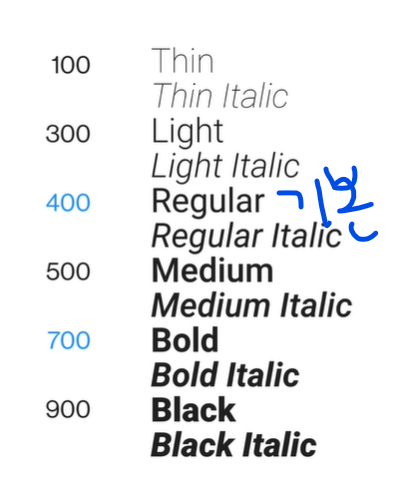 100 Thin
Thin Italic
300 Light
Light Italic
400 Regular 기본
Regular Italic
500 Medium
Medium Italic
700 Bold
Bold Italic
900 Black
Black Italic